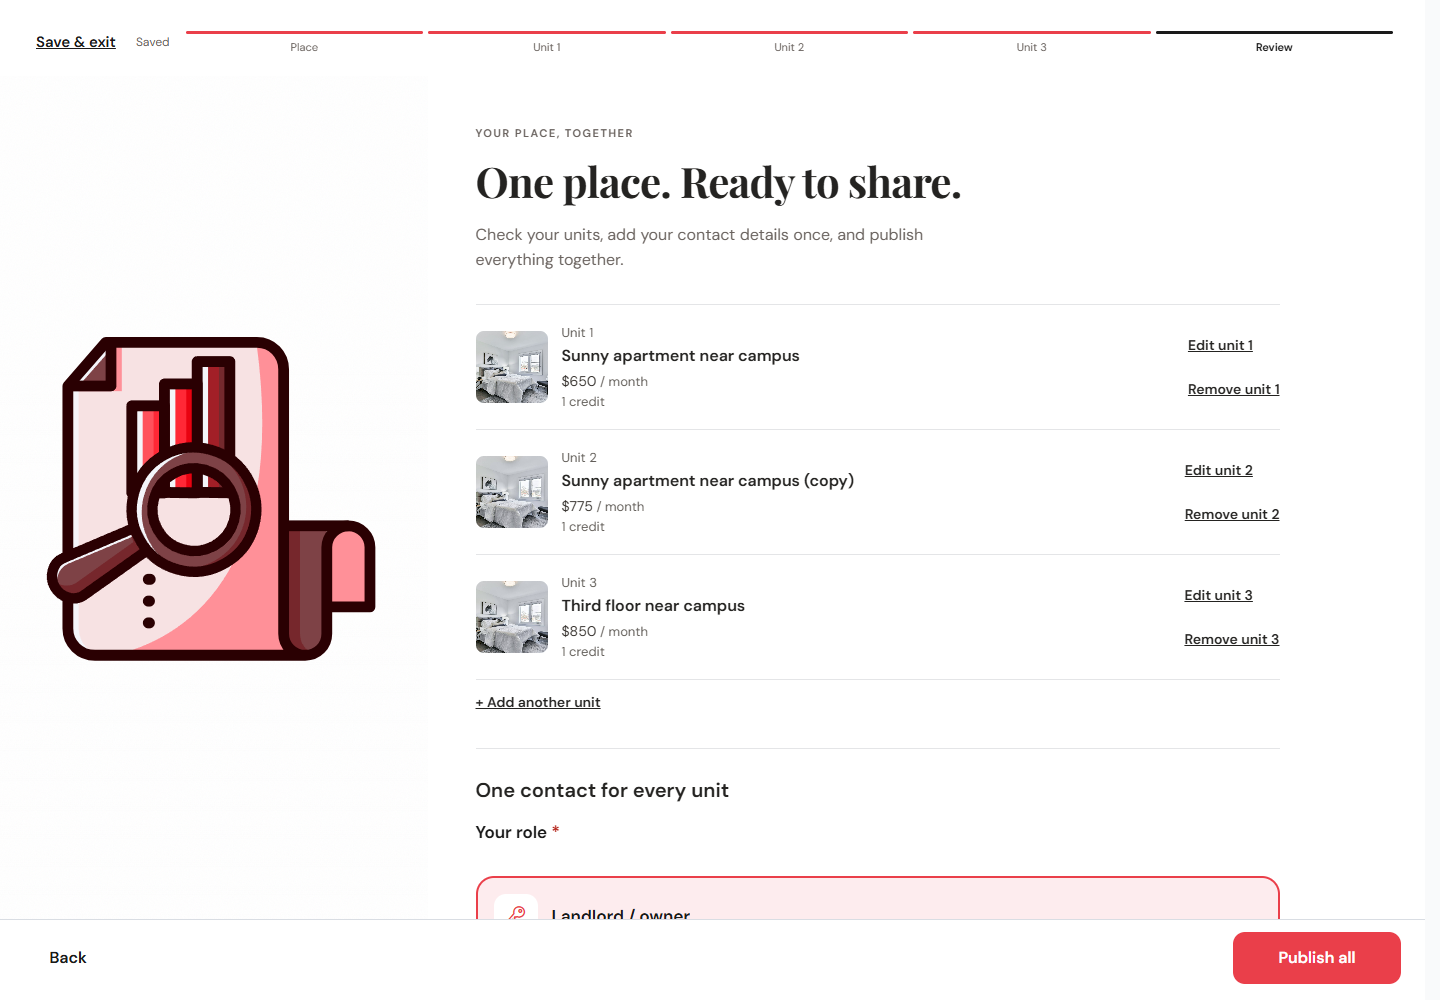 Save & exit
Saved
Place
Unit 1
Unit 2
Unit 3
Review
YOUR PLACE, TOGETHER
One place. Ready to share.
Check your units, add your contact details once, and publish
everything together.
Unit 1
Sunny apartment near campus
$650 / month
1 credit
Edit unit 1
Remove unit 1
Unit 2
Sunny apartment near campus (copy)
$775 / month
1 credit
Edit unit 2
Remove unit 2
Unit 3
Third floor near campus
$850 / month
1 credit
Edit unit 3
Remove unit 3
+ Add another unit
One contact for every unit
Your role *
Landlord / owner
Back
Publish all